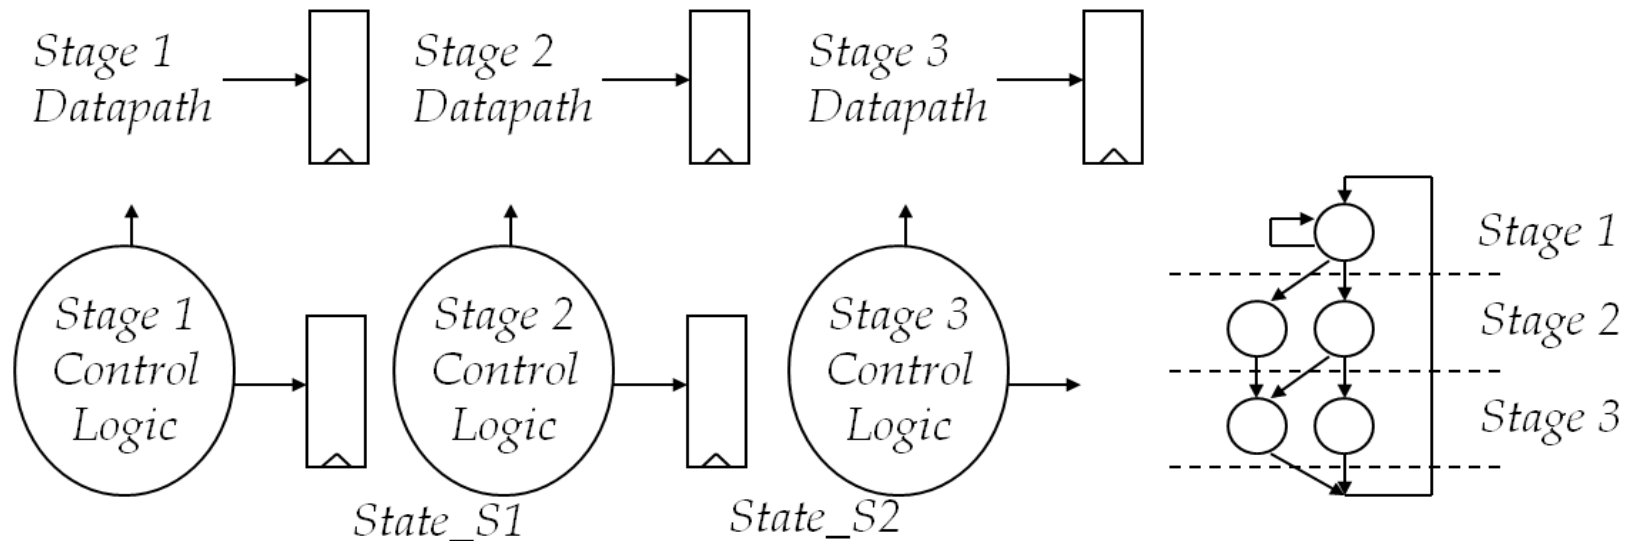 Stage 1
Datapath
Stage 2
Datapath
Stage 3
Datapath
Stage 1
Control
Logic
Stage 2
Control
Logic
Stage 3
Control
Logic
State_S1
State_S2
Stage 1
Stage 2
Stage 3